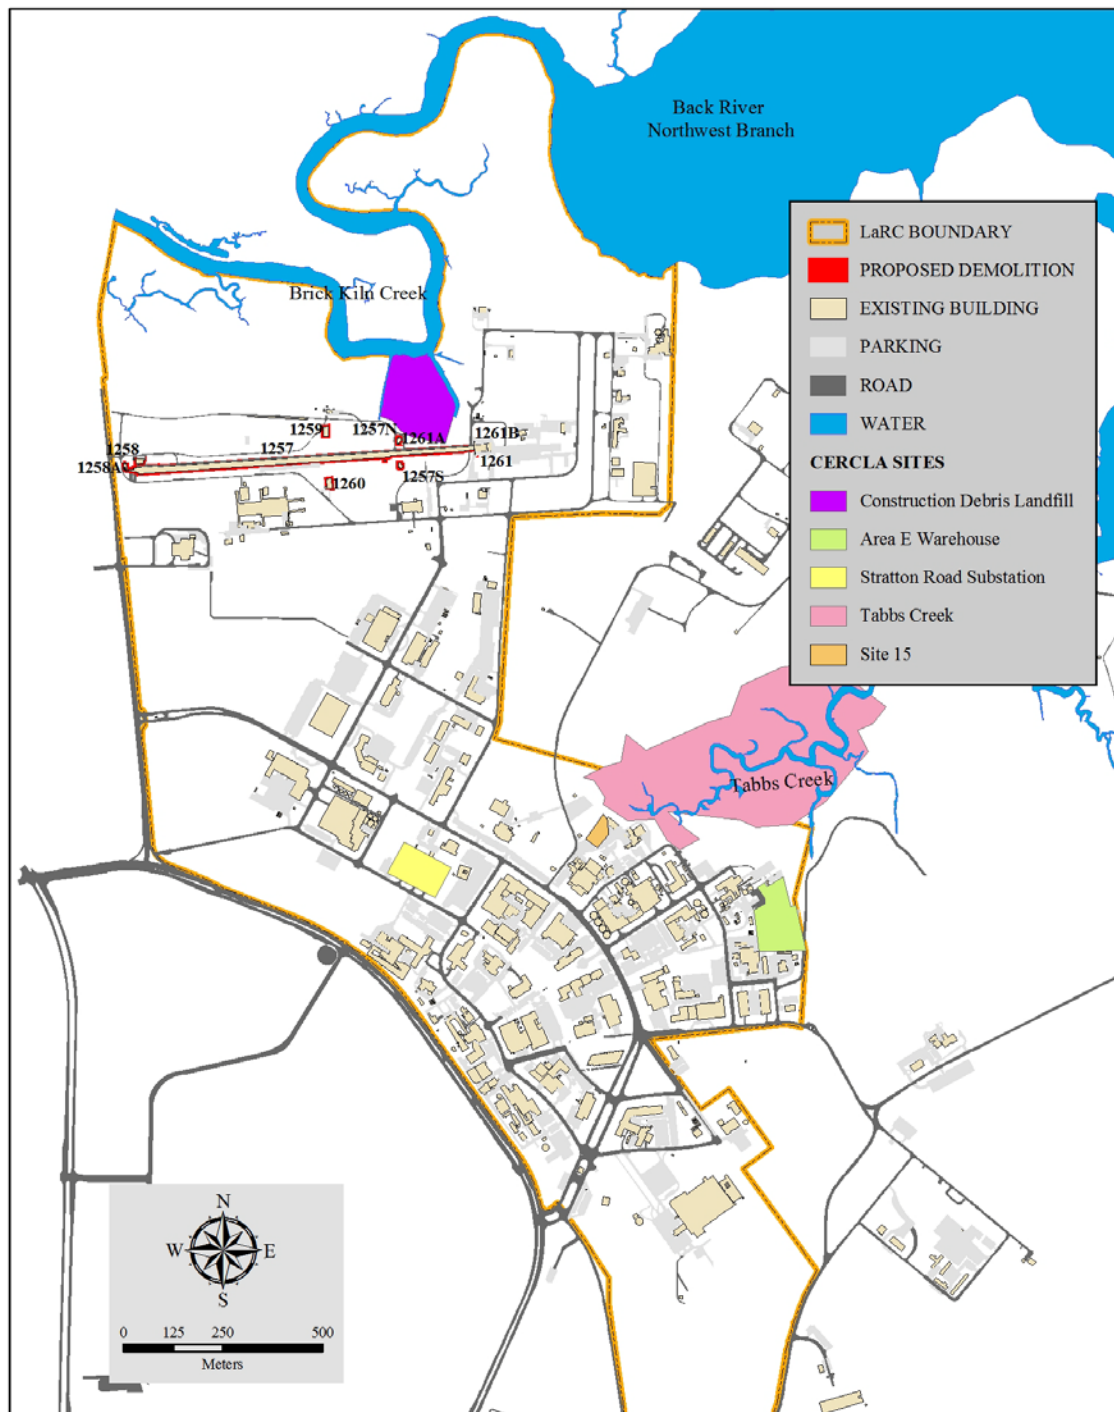 Back River
Northwest Branch
LaRC BOUNDARY
PROPOSED DEMOLITION
EXISTING BUILDING
PARKING
ROAD
WATER
CERCLA SITES
Construction Debris Landfill
Area E Warehouse
Stratton Road Substation
Tabbs Creek
Site 15
Brick Kiln Creek
1259
1257N
1261A
1261B
1258
1257
1261
1258A
1257S
1260
Tabbs Creek
N
W E
S
0 125 250 500
Meters